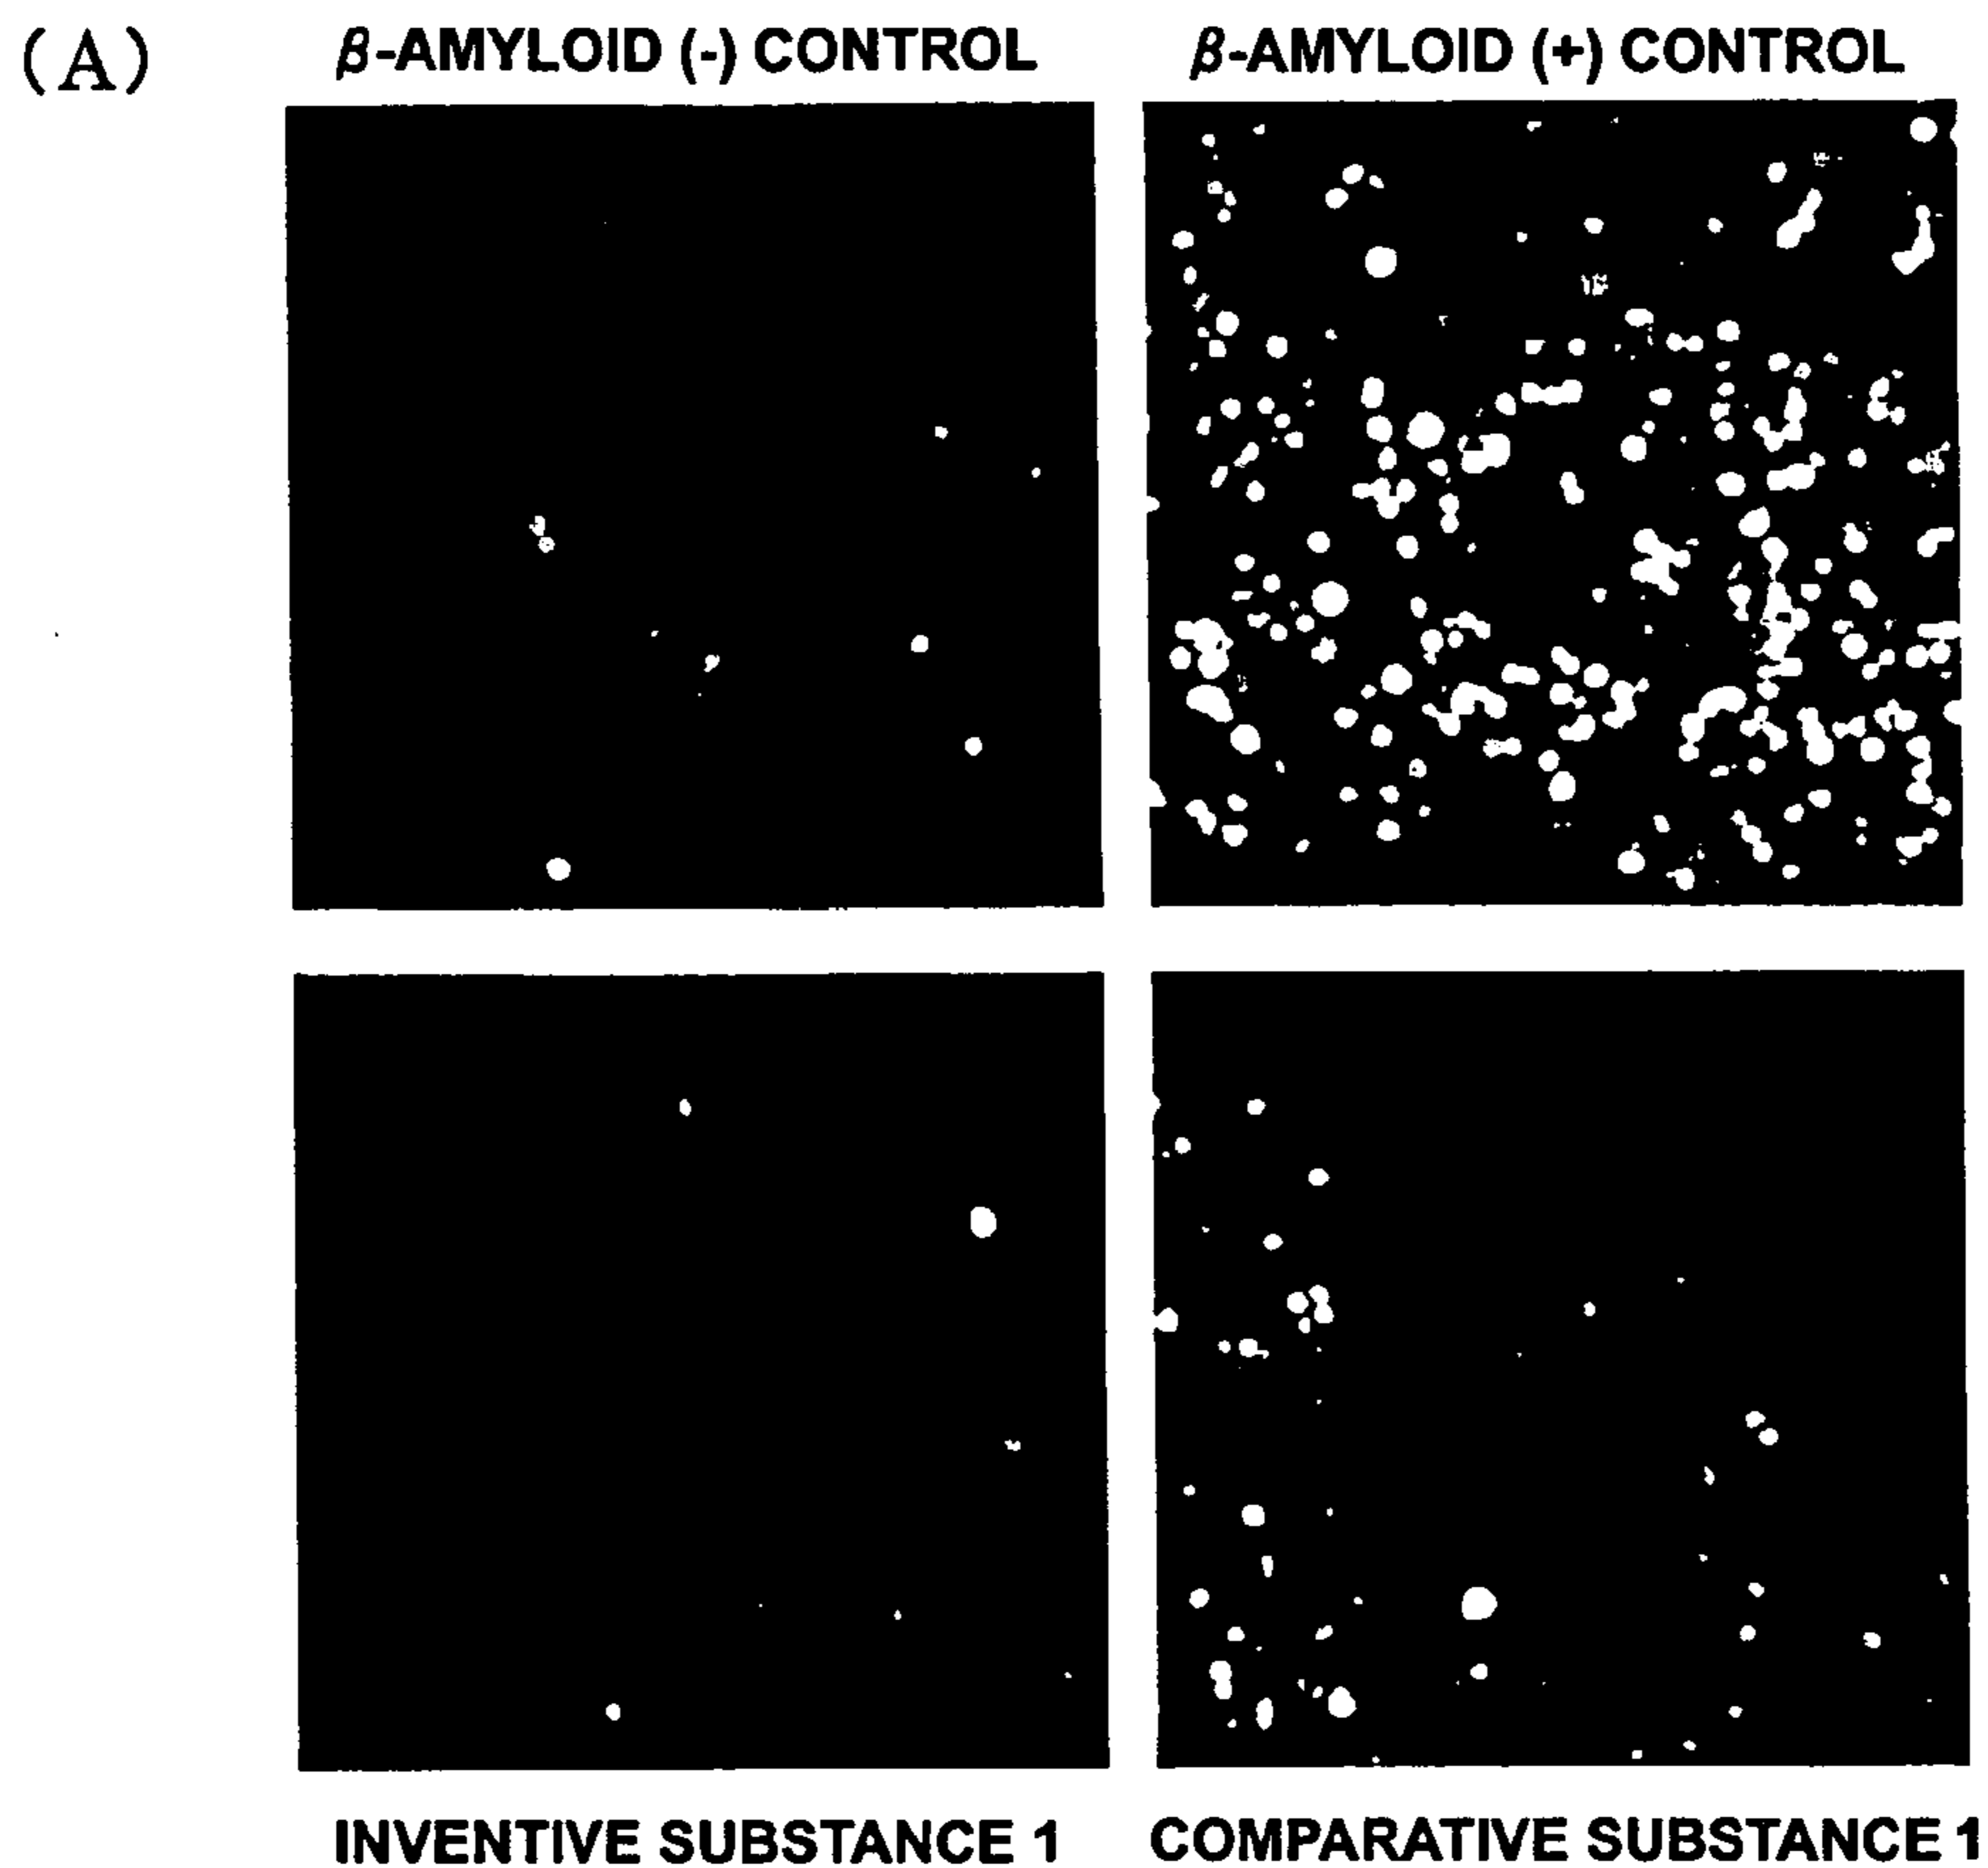 (A)
β-AMYLOID (-) CONTROL
β-AMYLOID (+) CONTROL
INVENTIVE SUBSTANCE 1
COMPARATIVE SUBSTANCE 1